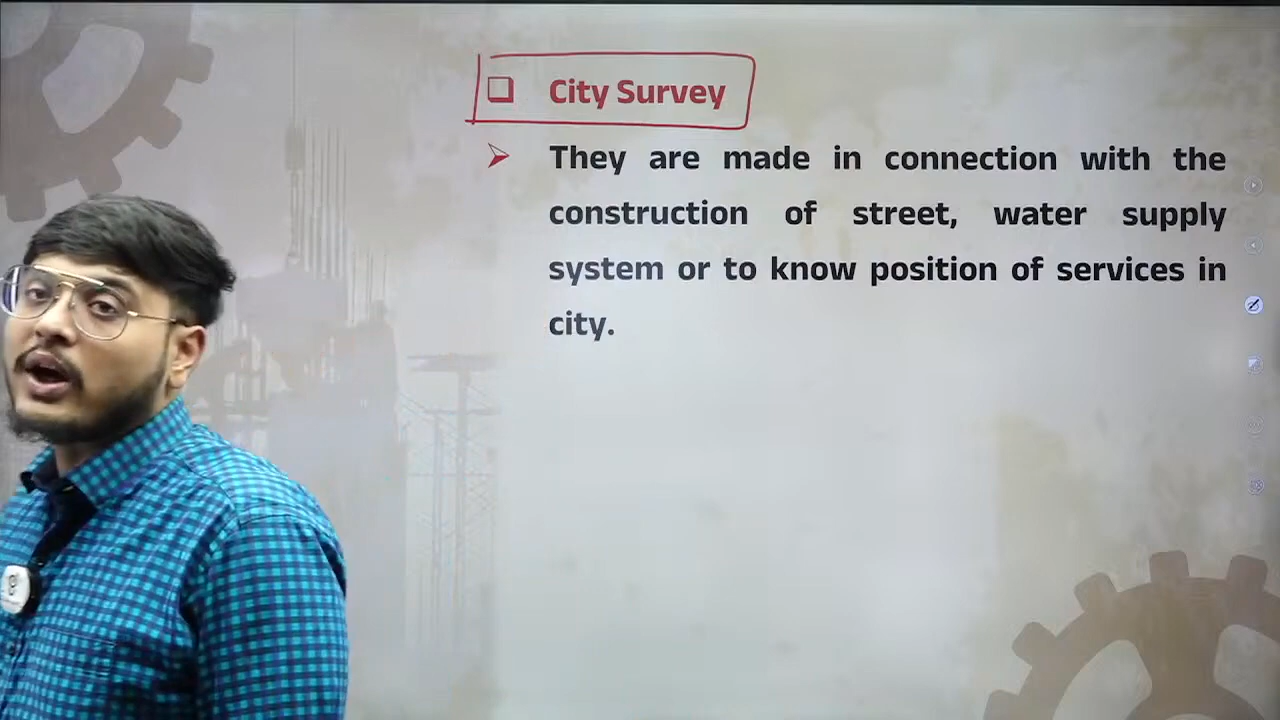 City Survey
They are made in connection with the
construction of street, water supply
system or to know position of services in
city.